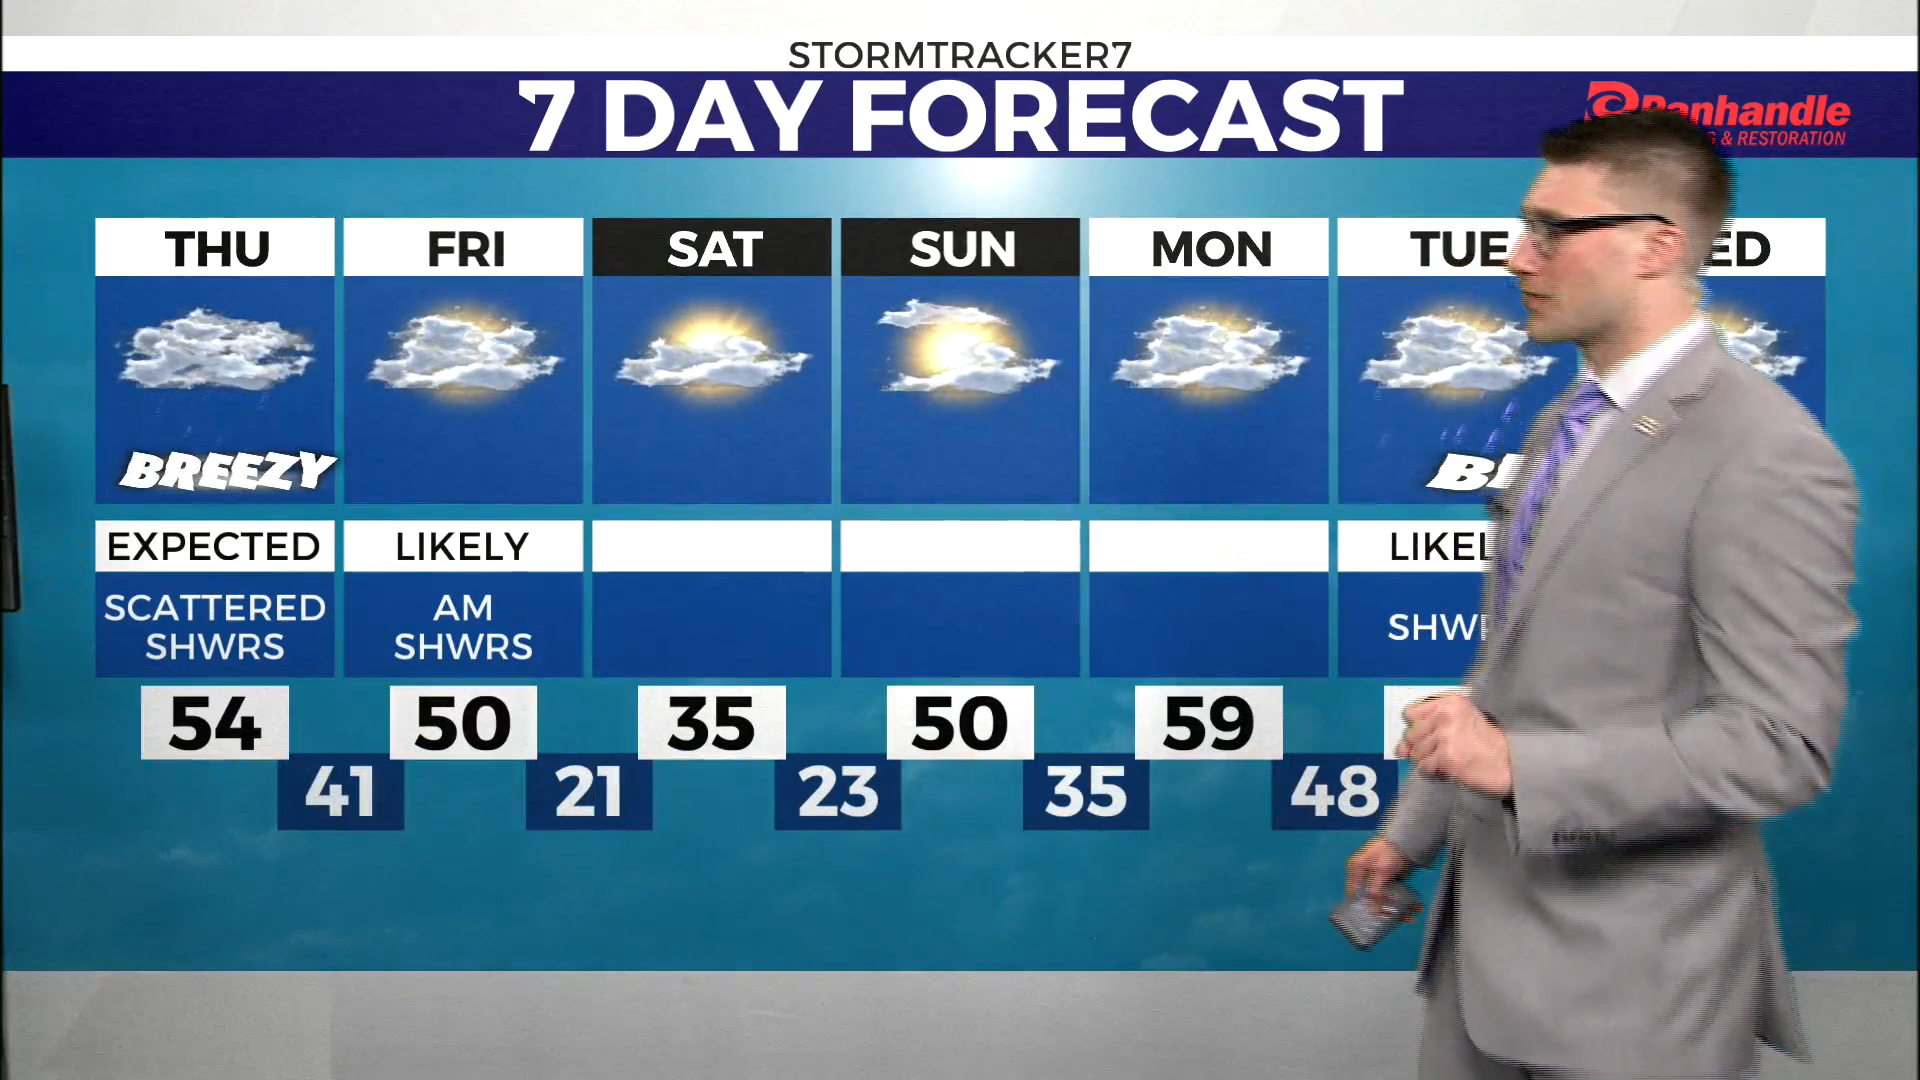 STORMTRACKER7
7 DAY FORECAST
Panhandle
& RESTORATION
THU
FRI
SAT
SUN
MON
TUE
BREEZY
EXPECTED
LIKELY
SCATTERED
SHWRS
AM
SHWRS
54
50
35
50
59
41
21
23
35
48